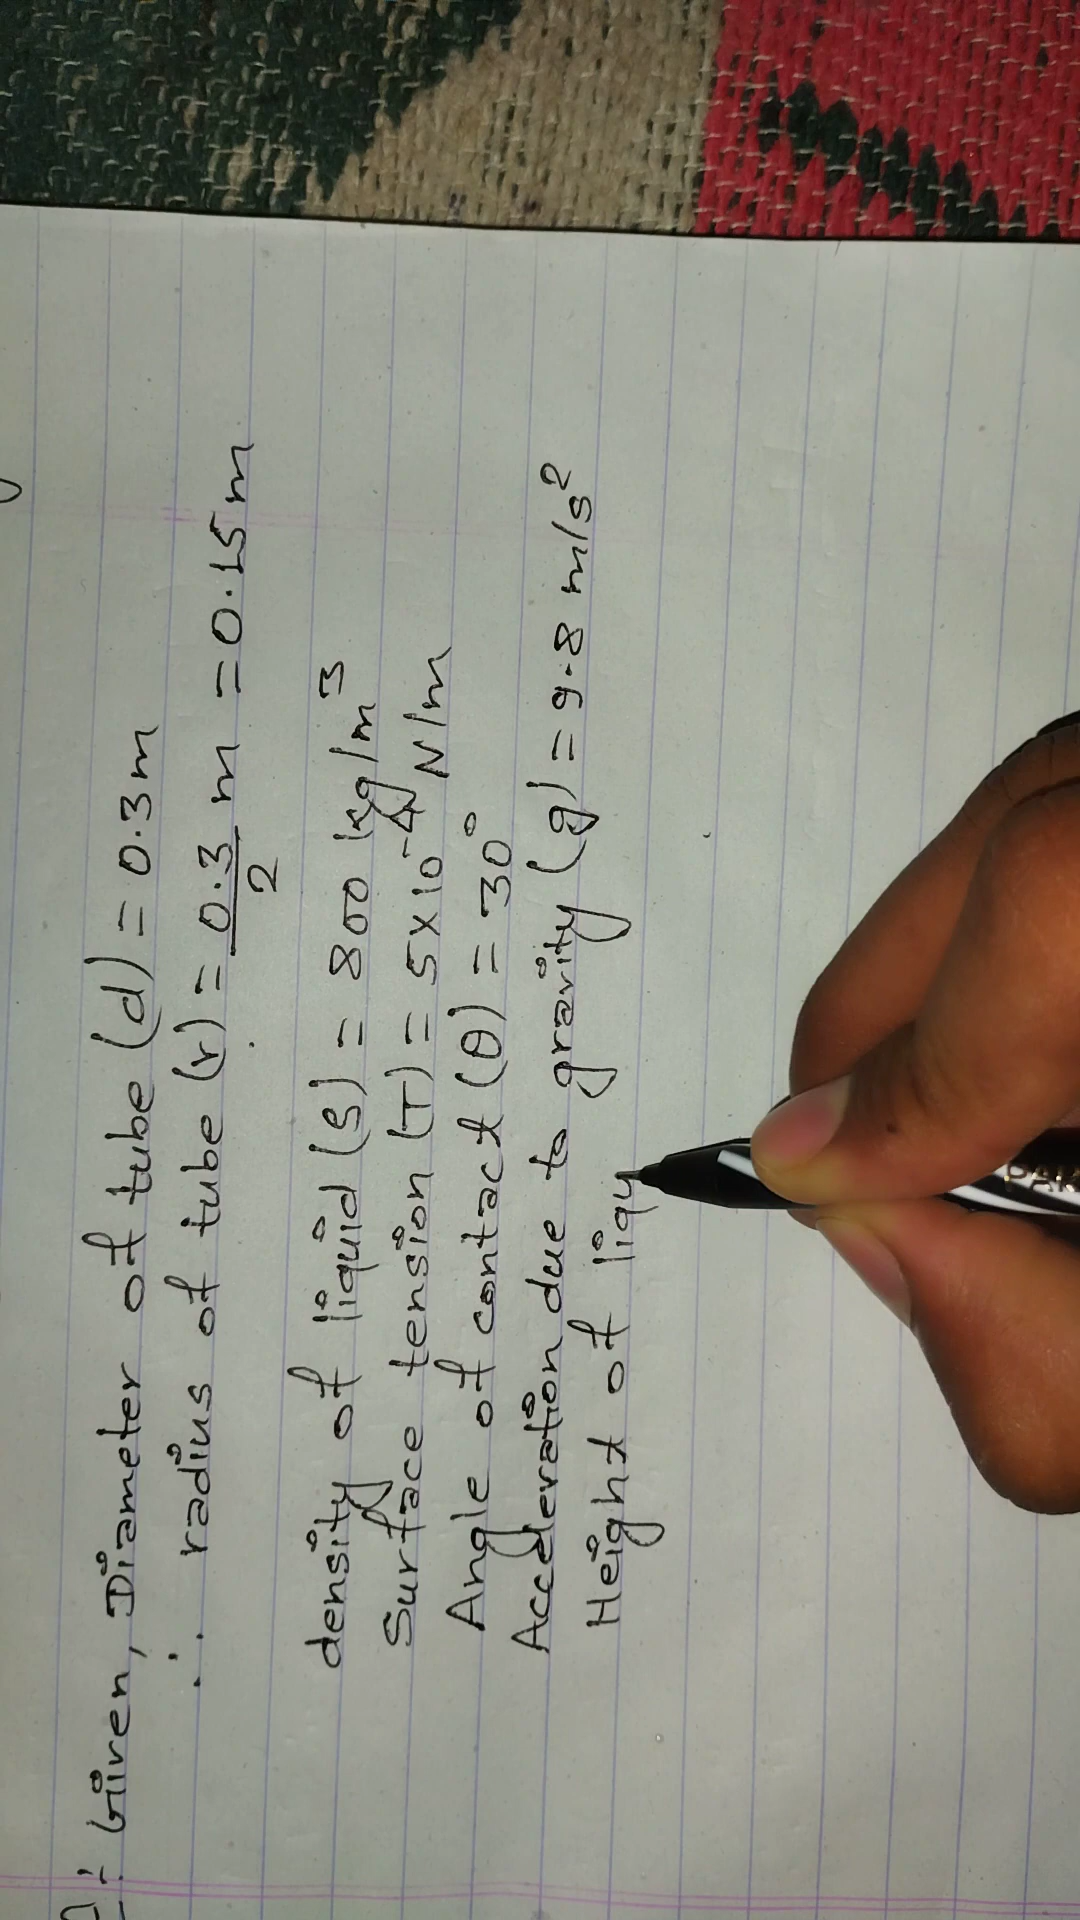 : Given, Diameter of tube (d) = 0.3m
∴ radius of tube (r) = 0.3/2 m = 0.15m
density of liquid (ρ) = 800 kg/m³
Surface tension (T) = 5×10⁻⁴ N/m
Angle of contact (θ) = 30°
Acceleration due to gravity (g) = 9.8 m/s²
Height of liqu
PAR